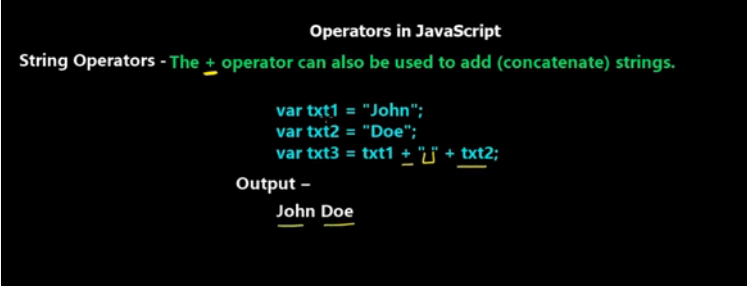 Operators in JavaScript
String Operators - The + operator can also be used to add (concatenate) strings.
var txt1 = "John";
var txt2 = "Doe";
var txt3 = txt1 + " " + txt2;
Output –
John Doe